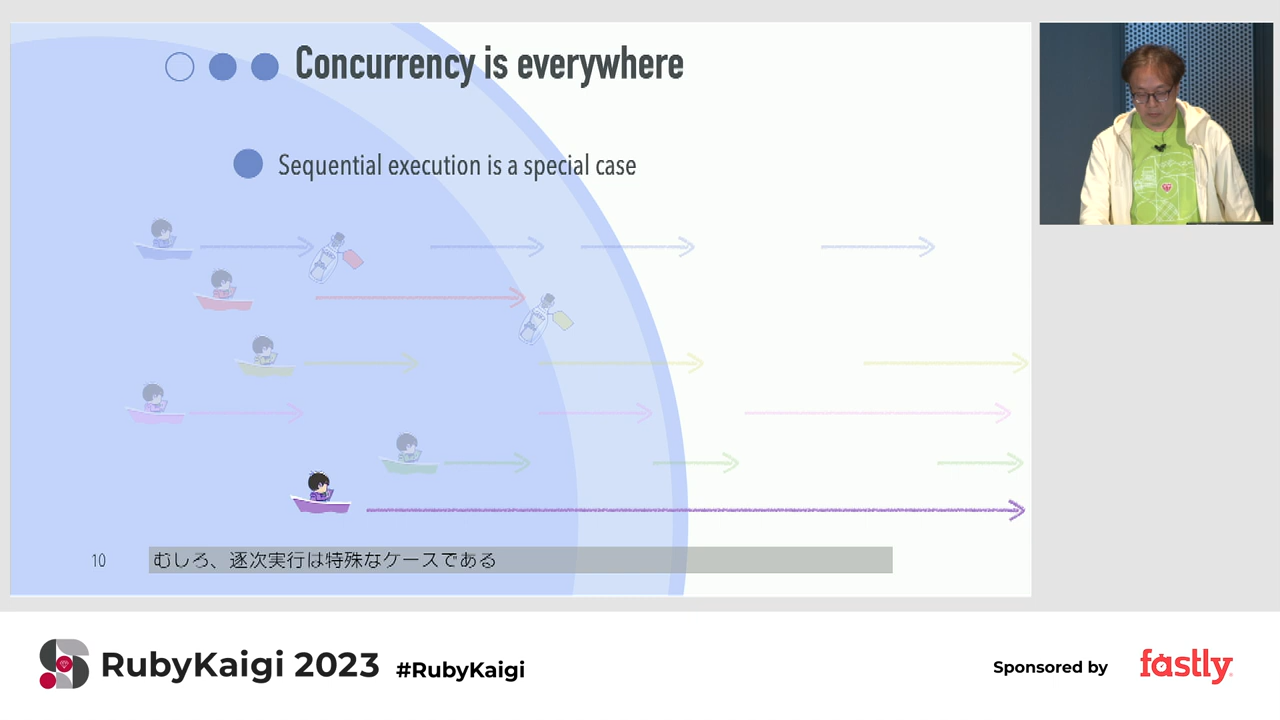 Concurrency is everywhere
Sequential execution is a special case
10
むしろ、逐次実行は特殊なケースである
RubyKaigi 2023 #RubyKaigi
Sponsored by fastly